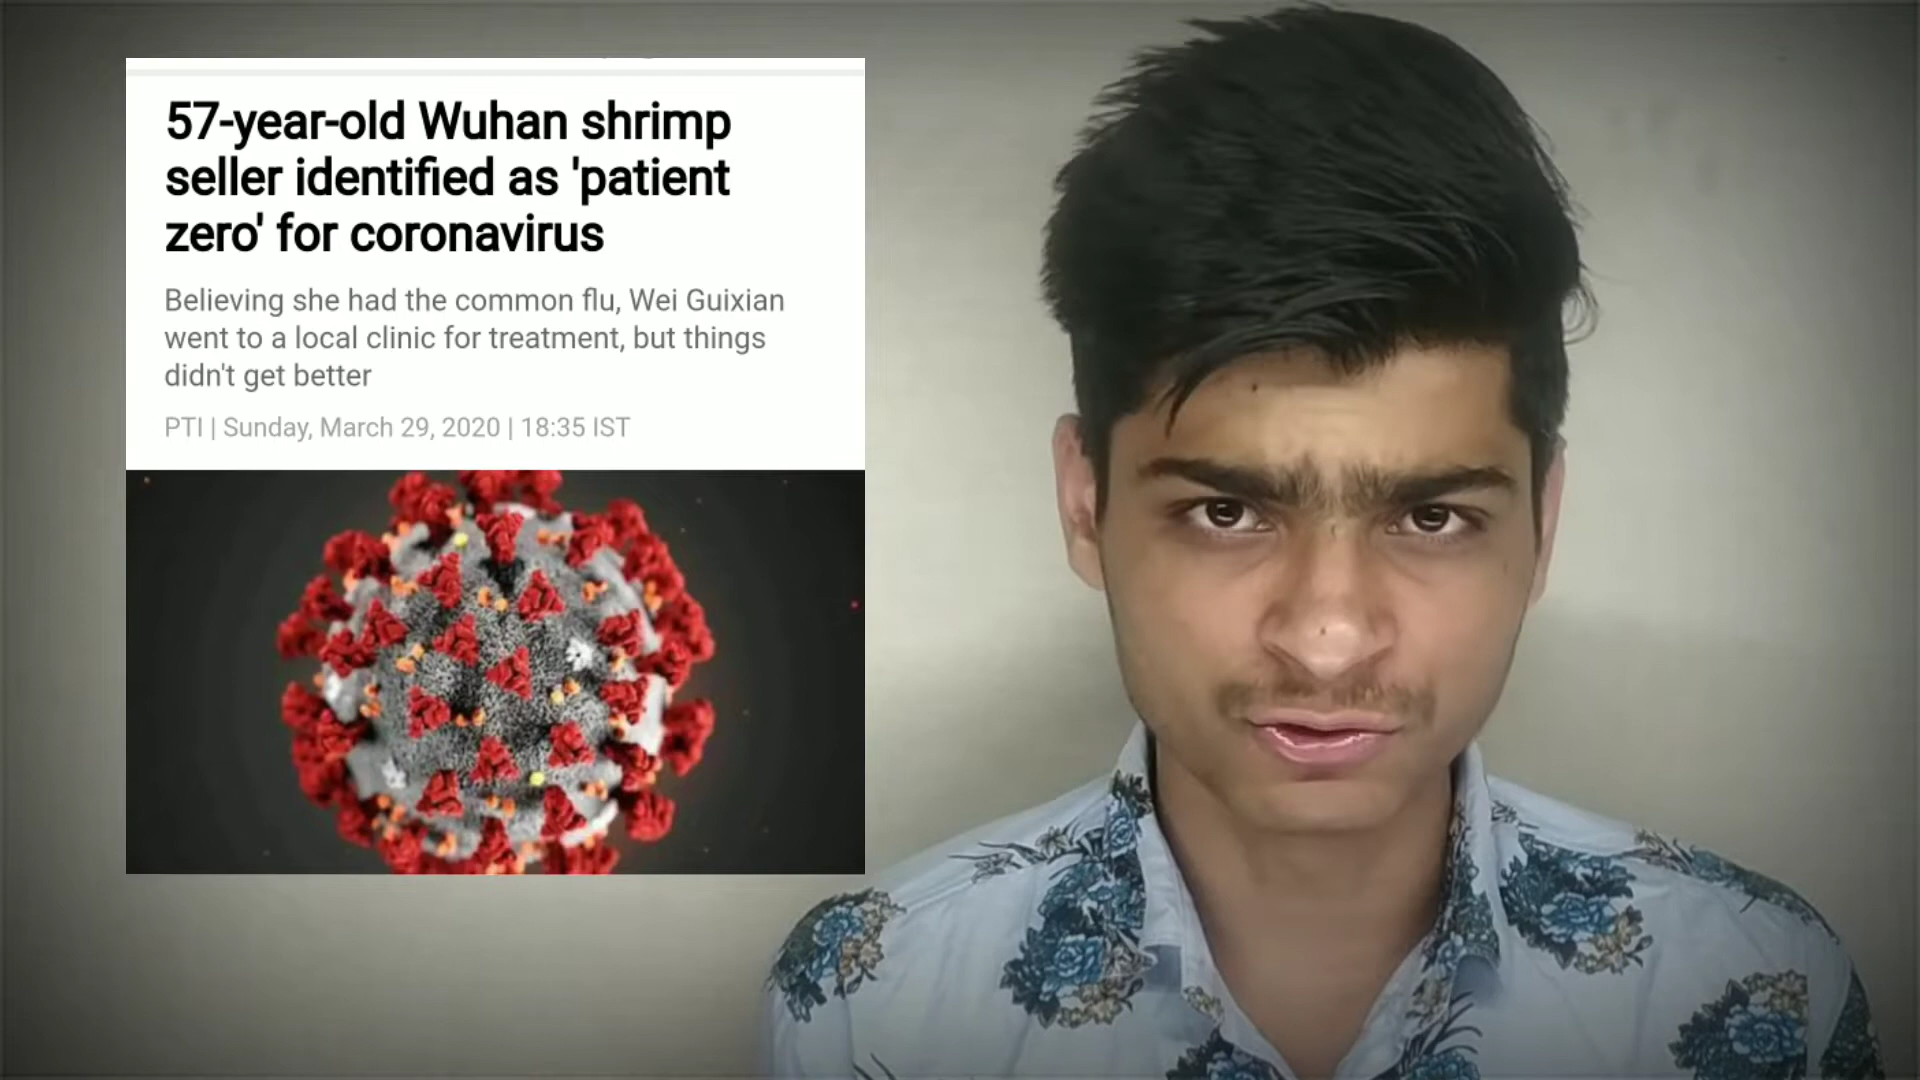 57-year-old Wuhan shrimp
seller identified as 'patient
zero' for coronavirus
Believing she had the common flu, Wei Guixian
went to a local clinic for treatment, but things
didn't get better
PTI | Sunday, March 29, 2020 | 18:35 IST